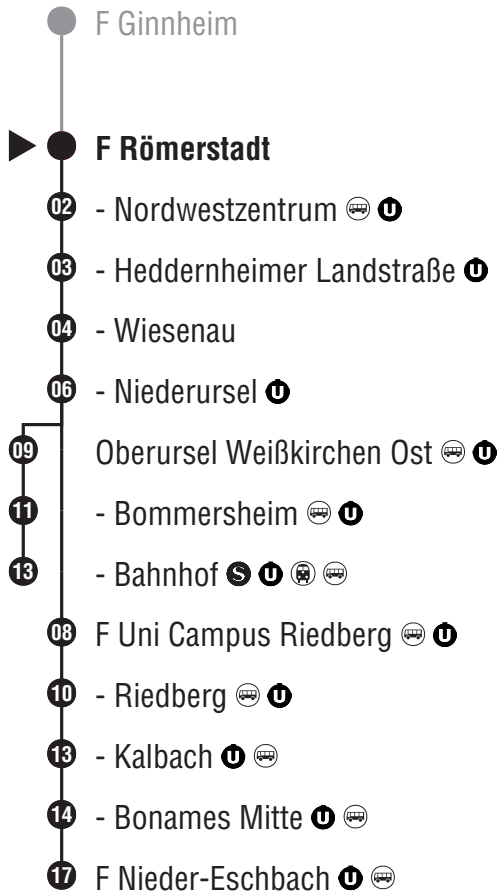 F Ginnheim
F Römerstadt
02 - Nordwestzentrum U
03 - Heddernheimer Landstraße U
04 - Wiesenau
06 - Niederursel U
09 Oberursel Weißkirchen Ost U
11 - Bommersheim U
13 - Bahnhof S U
08 F Uni Campus Riedberg U
10 - Riedberg U
13 - Kalbach U
14 - Bonames Mitte U
17 F Nieder-Eschbach U